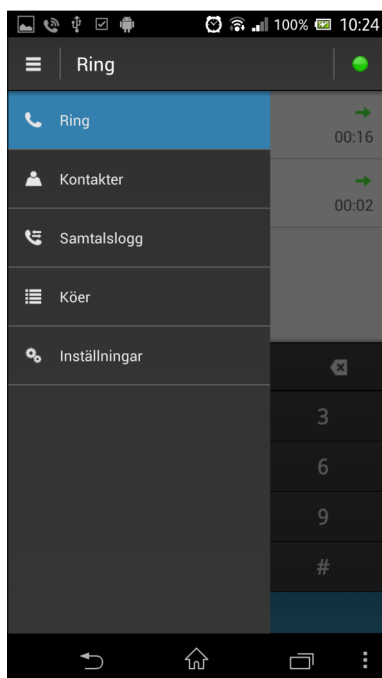 100% 10:24
Ring
Ring
00:16
Kontakter
00:02
Samtalslogg
Köer
Inställningar
3
6
9
#